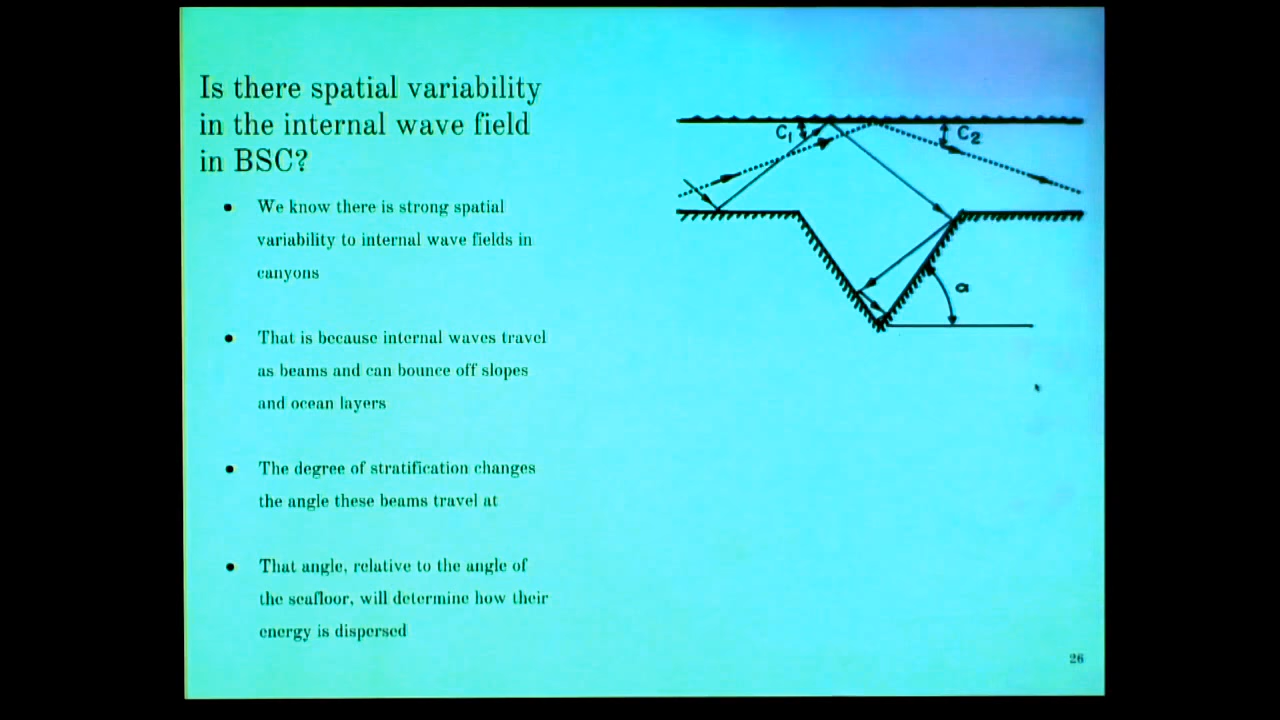 Is there spatial variability
in the internal wave field
in BSC?
● We know there is strong spatial
variability to internal wave fields in
canyons
● That is because internal waves travel
as beams and can bounce off slopes
and ocean layers
● The degree of stratification changes
the angle these beams travel at
● That angle, relative to the angle of
the seafloor, will determine how their
energy is dispersed
C1
C2
a
26